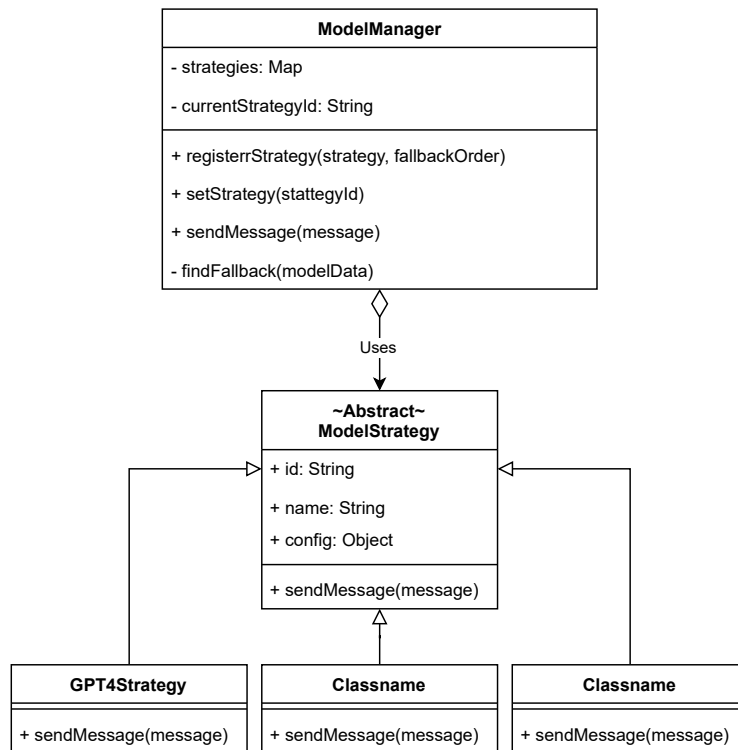 ModelManager
- strategies: Map
- currentStrategyId: String
+ registerrStrategy(strategy, fallbackOrder)
+ setStrategy(stattegyId)
+ sendMessage(message)
- findFallback(modelData)
Uses
~Abstract~
ModelStrategy
+ id: String
+ name: String
+ config: Object
+ sendMessage(message)
GPT4Strategy
+ sendMessage(message)
Classname
+ sendMessage(message)
Classname
+ sendMessage(message)